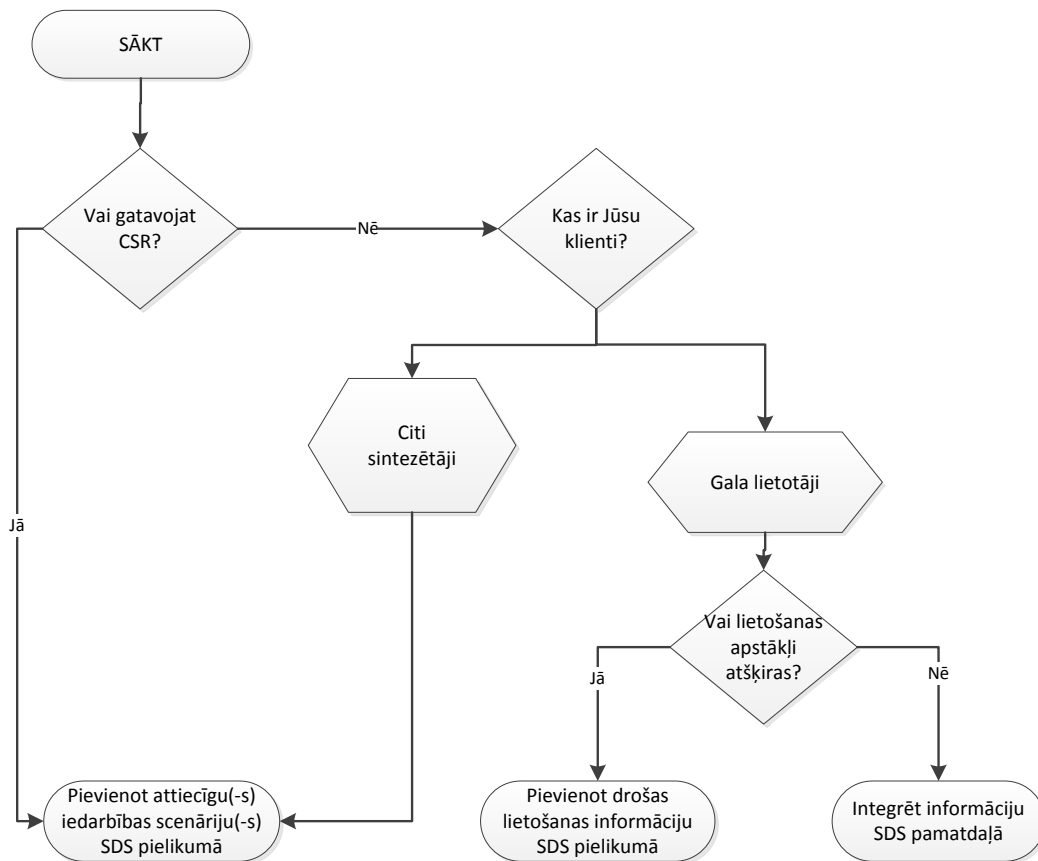 SĀKT
Vai gatavojat
CSR?
Nē
Kas ir Jūsu
klienti?
Citi
sintezētāji
Gala lietotāji
Jā
Vai lietošanas
apstākļi
atšķiras?
Jā
Nē
Pievienot attiecīgu(-s)
iedarbības scenāriju(-s)
SDS pielikumā
Pievienot drošas
lietošanas informāciju
SDS pielikumā
Integrēt informāciju
SDS pamatdaļā